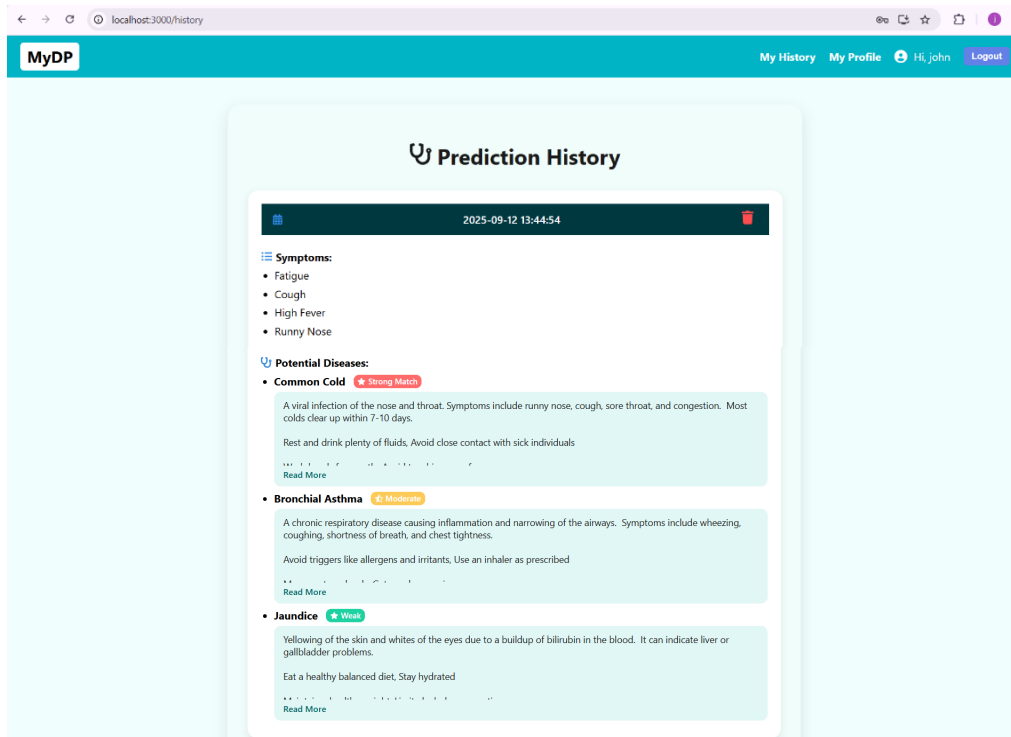 localhost:3000/history
MyDP
My History My Profile Hi, john Logout
Prediction History
2025-09-12 13:44:54
Symptoms:
Fatigue
Cough
High Fever
Runny Nose
Potential Diseases:
Common Cold Strong Match
A viral infection of the nose and throat. Symptoms include runny nose, cough, sore throat, and congestion. Most
colds clear up within 7-10 days.
Rest and drink plenty of fluids, Avoid close contact with sick individuals
Read More
Bronchial Asthma Moderate
A chronic respiratory disease causing inflammation and narrowing of the airways. Symptoms include wheezing,
coughing, shortness of breath, and chest tightness.
Avoid triggers like allergens and irritants, Use an inhaler as prescribed
Read More
Jaundice Weak
Yellowing of the skin and whites of the eyes due to a buildup of bilirubin in the blood. It can indicate liver or
gallbladder problems.
Eat a healthy balanced diet, Stay hydrated
Read More